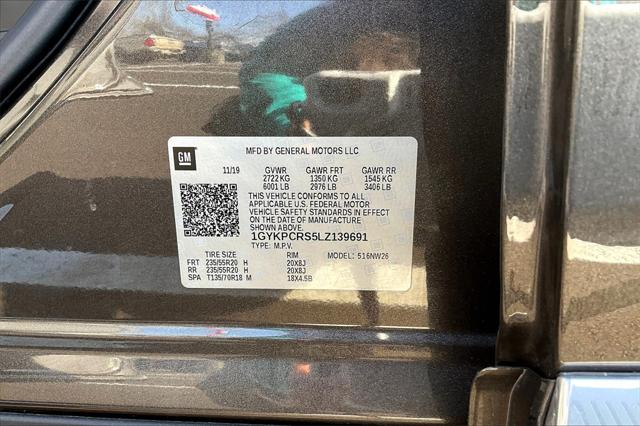 GM
MFD BY GENERAL MOTORS LLC
11/19 GVWR GAWR FRT GAWR RR
2722 KG 1350 KG 1545 KG
6001 LB 2976 LB 3406 LB
THIS VEHICLE CONFORMS TO ALL
APPLICABLE U.S. FEDERAL MOTOR
VEHICLE SAFETY STANDARDS IN EFFECT
ON THE DATE OF MANUFACTURE
SHOWN ABOVE
1GYKPCRS5LZ139691
TYPE: M.P.V.
TIRE SIZE RIM MODEL: 516NW26
FRT 235/55R20 H 20X8J
RR 235/55R20 H 20X8J
SPA T135/70R18 M 18X4.5B